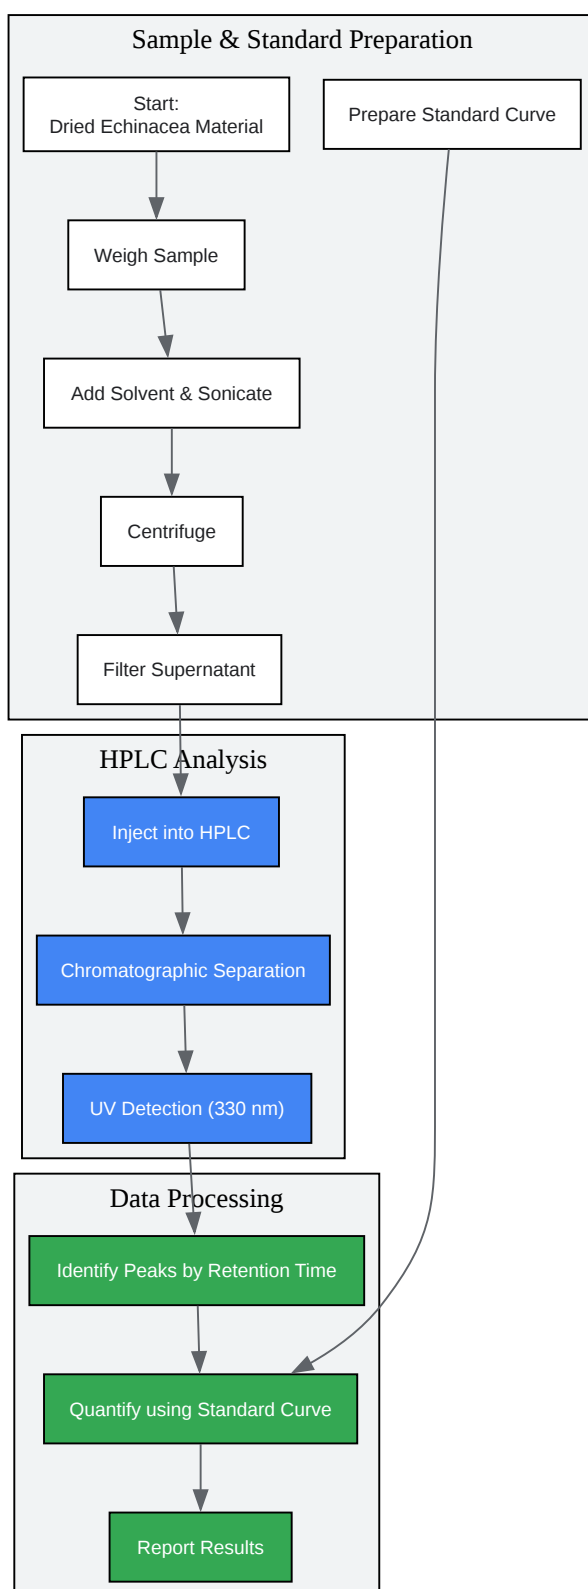 Sample & Standard Preparation
Start:
Dried Echinacea Material
Prepare Standard Curve
Weigh Sample
Add Solvent & Sonicate
Centrifuge
Filter Supernatant
HPLC Analysis
Inject into HPLC
Chromatographic Separation
UV Detection (330 nm)
Data Processing
Identify Peaks by Retention Time
Quantify using Standard Curve
Report Results